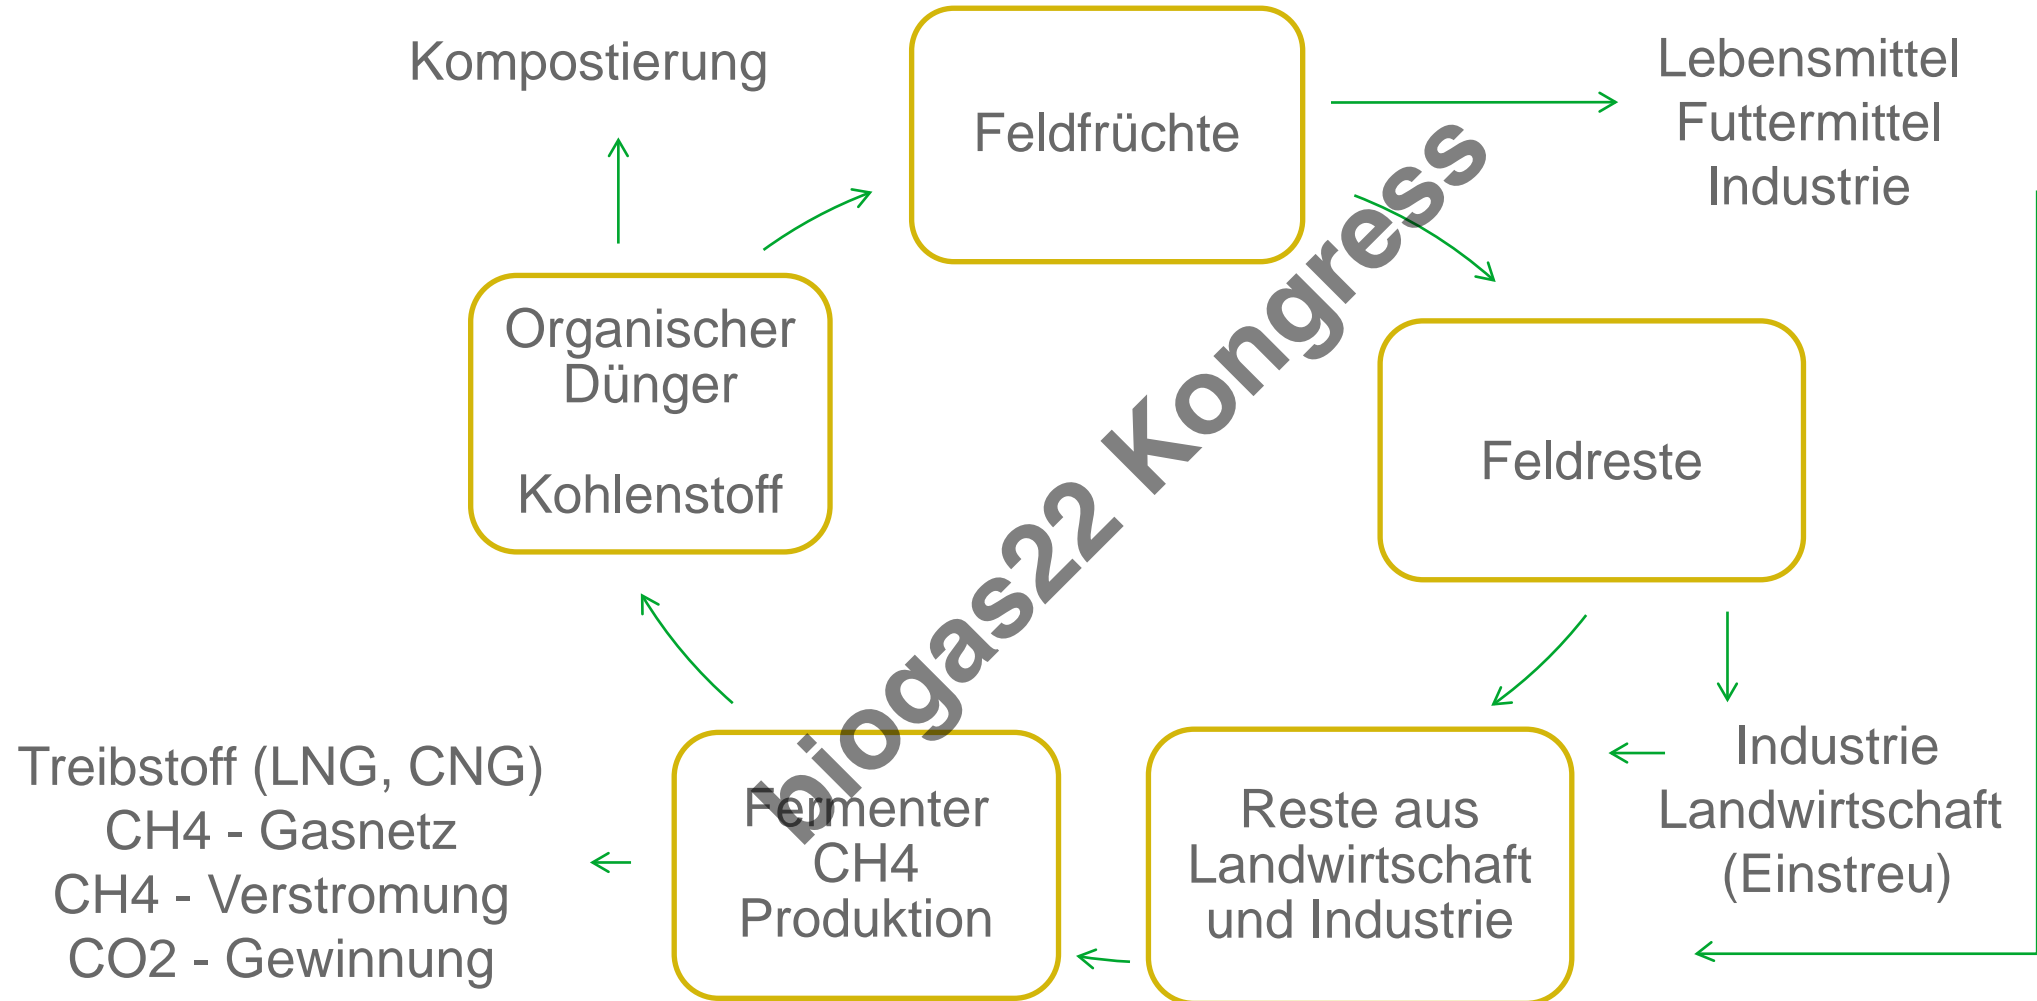 Kompostierung
Feldfrüchte
Lebensmittel
Futtermittel
Industrie
Organischer
Dünger
Kohlenstoff
Feldreste
biogas22 Kongress
Treibstoff (LNG, CNG)
CH4 - Gasnetz
CH4 - Verstromung
CO2 - Gewinnung
Fermenter
CH4
Produktion
Reste aus
Landwirtschaft
und Industrie
Industrie
Landwirtschaft
(Einstreu)